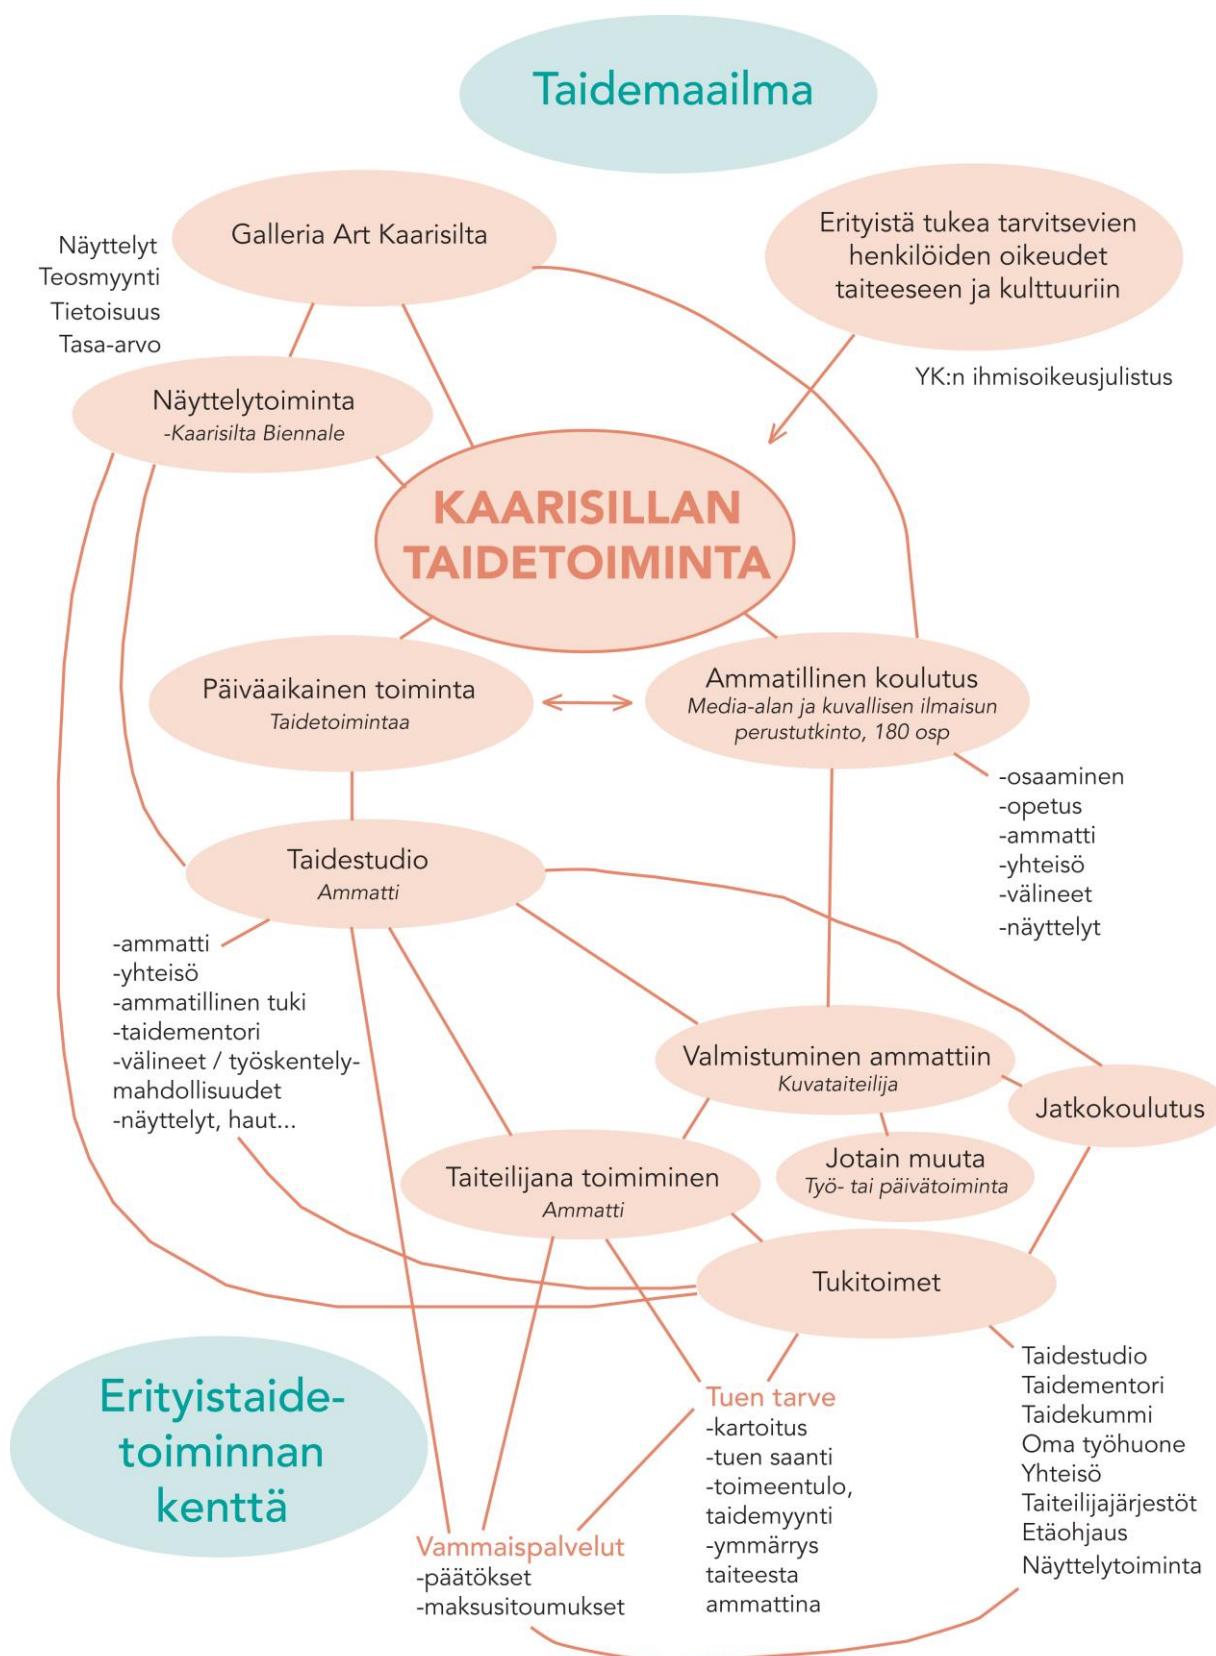 Taidemaailma
Galleria Art Kaarisilta
Näyttelyt
Teosmyynti
Tietoisuus
Tasa-arvo
Erityistä tukea tarvitsevien
henkilöiden oikeudet
taiteeseen ja kulttuuriin
YK:n ihmisoikeusjulistus
Näyttelytoiminta
-Kaarisilta Biennale
KAARISILLAN
TAIDETOIMINTA
Päiväaikainen toiminta
Taidetoimintaa
Ammatillinen koulutus
Media-alan ja kuvallisen ilmaisun
perustutkinto, 180 osp
-osaaminen
-opetus
-ammatti
-yhteisö
-välineet
-näyttelyt
Taidestudio
Ammatti
-ammatti
-yhteisö
-ammatillinen tuki
-taidementori
-välineet / työskentely-
mahdollisuudet
-näyttelyt, haut...
Valmistuminen ammattiin
Kuvataiteilija
Jatkokoulutus
Jotain muuta
Työ- tai päivätoiminta
Taiteilijana toimiminen
Ammatti
Tukitoimet
Erityistaide-
toiminnan
kenttä
Tuen tarve
-kartoitus
-tuen saanti
-toimeentulo,
taidemyynti
-ymmärrys
taiteesta
ammattina
Taidestudio
Taidementori
Taidekummi
Oma työhuone
Yhteisö
Taiteilijajärjestöt
Etäohjaus
Näyttelytoiminta
Vammaispalvelut
-päätökset
-maksusitoumukset